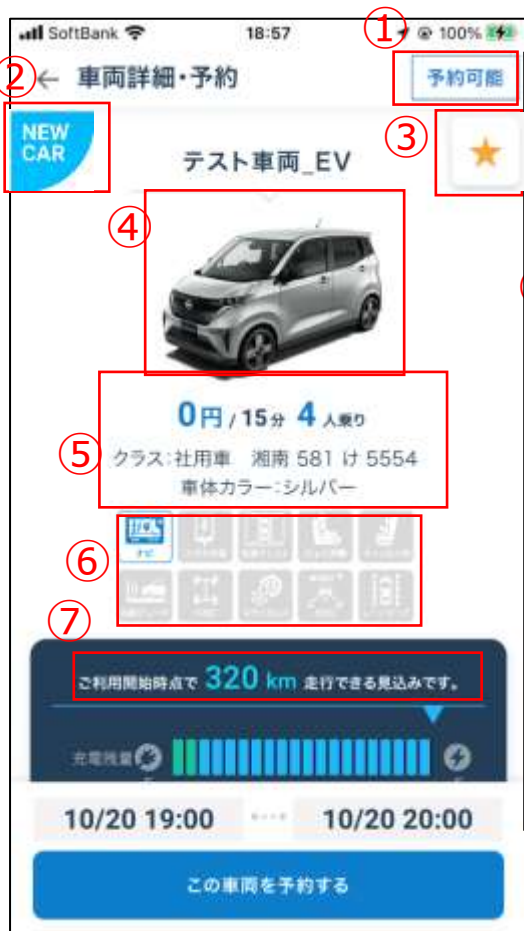 SoftBank 18:57 ① 100%
② ← 車両詳細・予約 予約可能
NEW
CAR
③
テスト車両_EV
④
0円 / 15分 4 人乗り
⑤
クラス:社用車 湘南 581 け 5554
車体カラー:シルバー
⑥
ナビ
⑦
ご利用開始時点で 320 km 走行できる見込みです。
充電残量
10/20 19:00
10/20 20:00
この車両を予約する